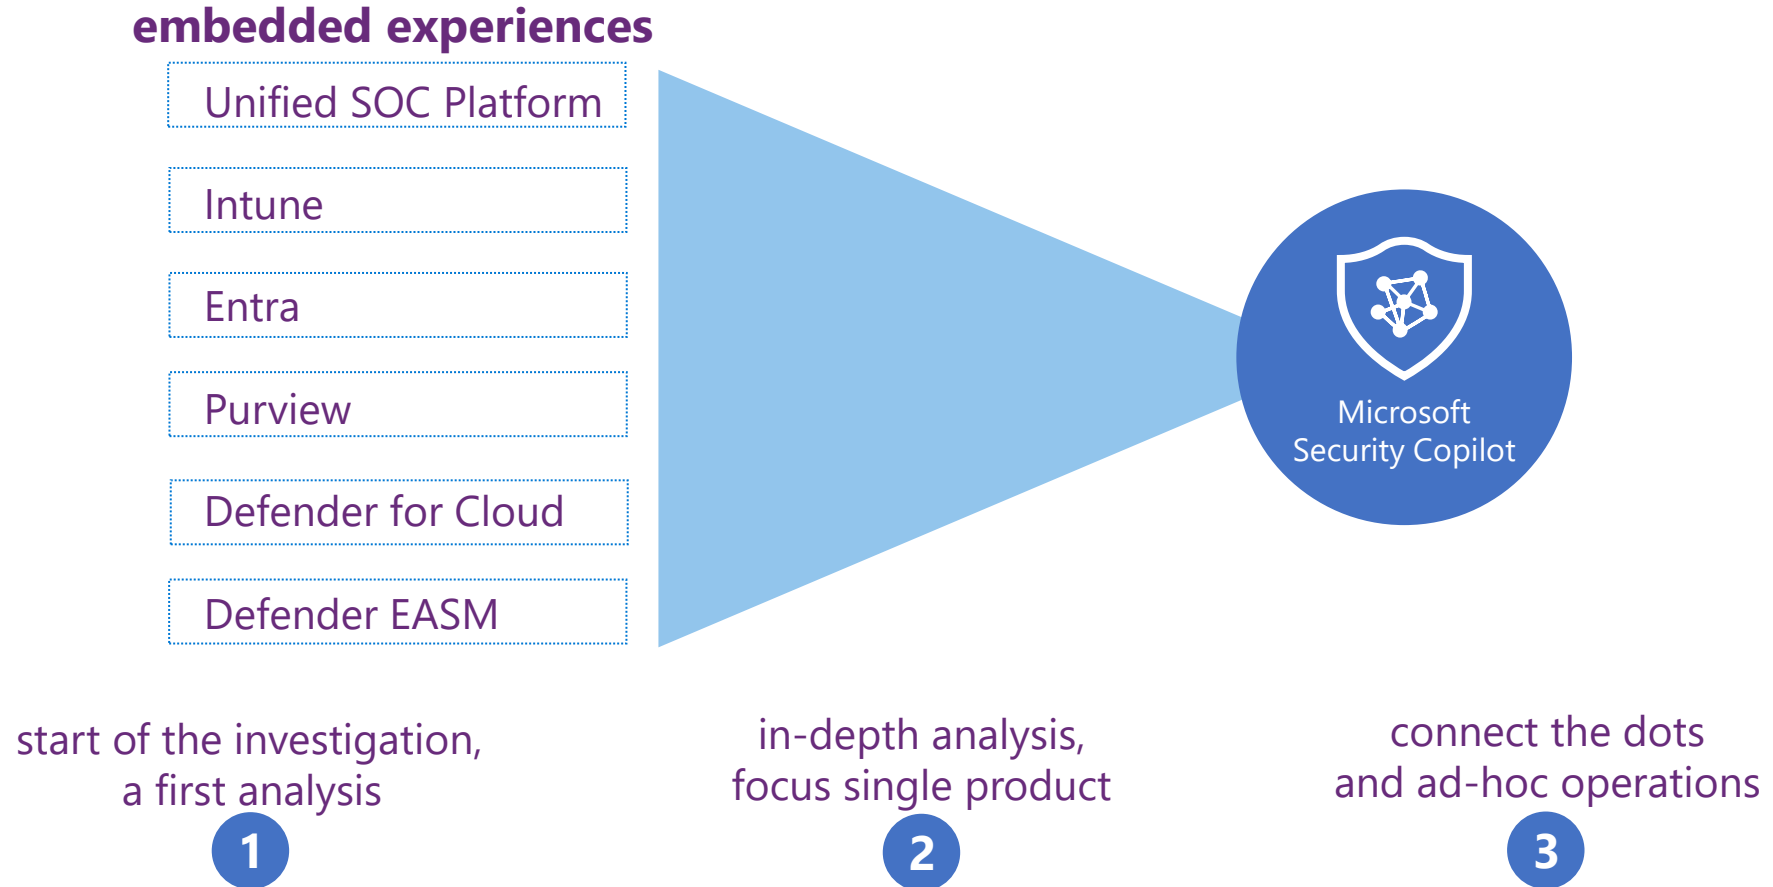 embedded experiences
Unified SOC Platform
Intune
Entra
Purview
Defender for Cloud
Defender EASM
Microsoft
Security Copilot
start of the investigation,
a first analysis
1
in-depth analysis,
focus single product
2
connect the dots
and ad-hoc operations
3